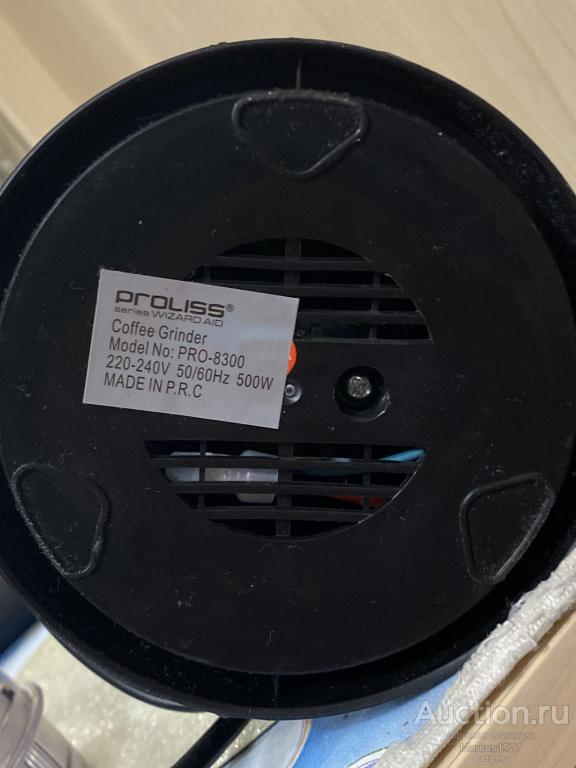 PROLISS®
series WIZARD AID
Coffee Grinder
Model No: PRO-8300
220-240V 50/60Hz 500W
MADE IN P.R.C
Auction.ru
Marcus1977